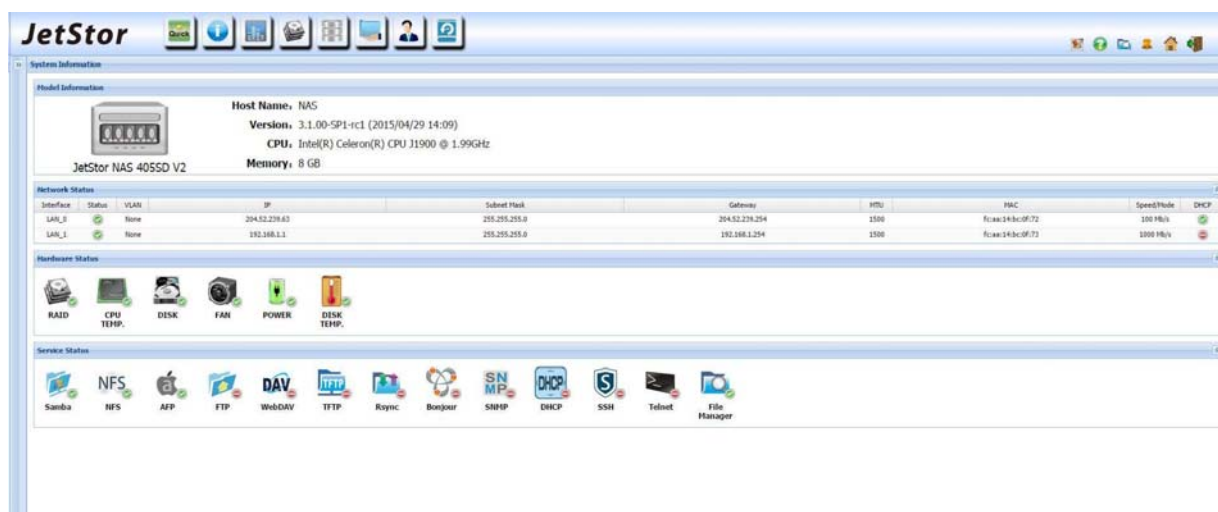 JetStor
Quick
System Information
Model Information
Host Name: NAS
Version: 3.1.00-SP1-rc1 (2015/04/29 14:09)
CPU: Intel(R) Celeron(R) CPU J1900 @ 1.99GHz
Memory: 8 GB
JetStor NAS 405SD V2
Network Status
Interface Status VLAN IP Subnet Mask Gateway MTU MAC Speed/Mode DHCP
LAN_0 None 204.52.239.63 255.255.255.0 204.52.239.254 1500 fc:aa:14:bc:0f:72 100 Mb/s
LAN_1 None 192.168.1.1 255.255.255.0 192.168.1.254 1500 fc:aa:14:bc:0f:73 1000 Mb/s
Hardware Status
RAID CPU TEMP. DISK FAN POWER DISK TEMP.
Service Status
NFS a DAV TFTP SNMP DHCP S
Samba NFS AFP FTP WebDAV TFTP Rsync Bonjour SNMP DHCP SSH Telnet File Manager